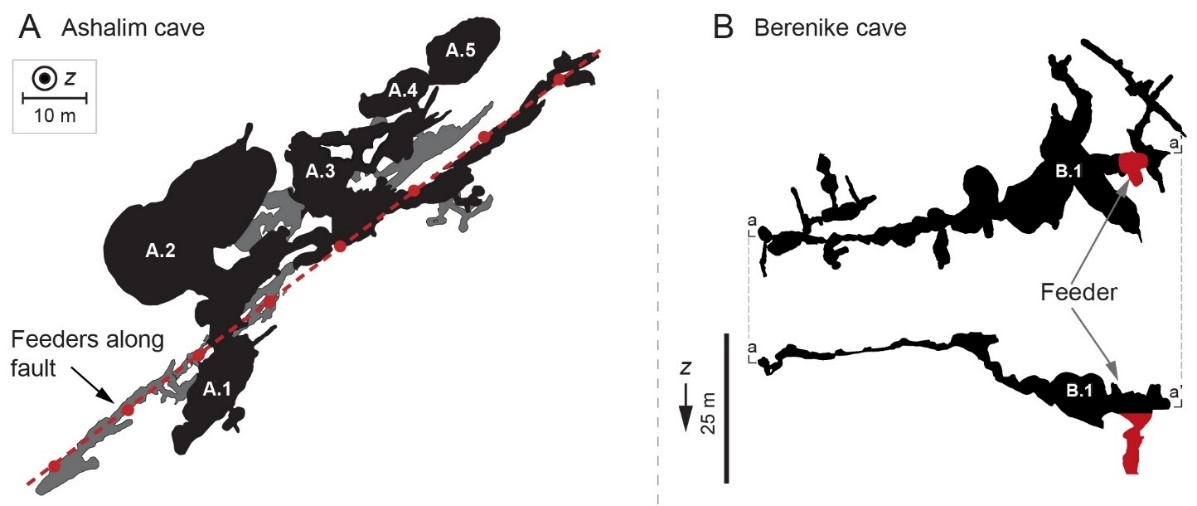 A Ashalim cave
z
10 m
A.5
A.4
A.3
A.2
A.1
Feeders along
fault
B Berenike cave
a'
B.1
a
Feeder
a
B.1
a'
z
25 m